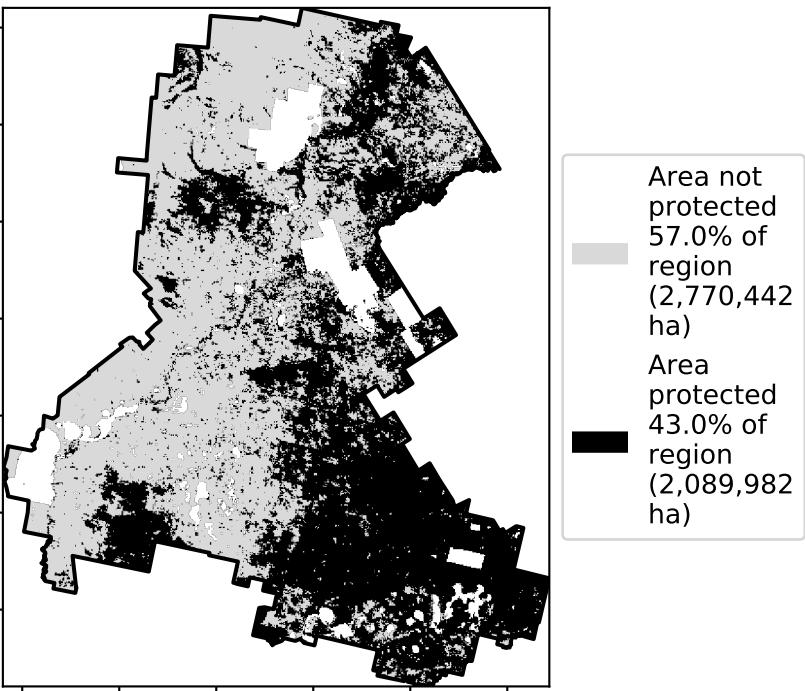 Area not
protected
57.0% of
region
(2,770,442
ha)
Area
protected
43.0% of
region
(2,089,982
ha)